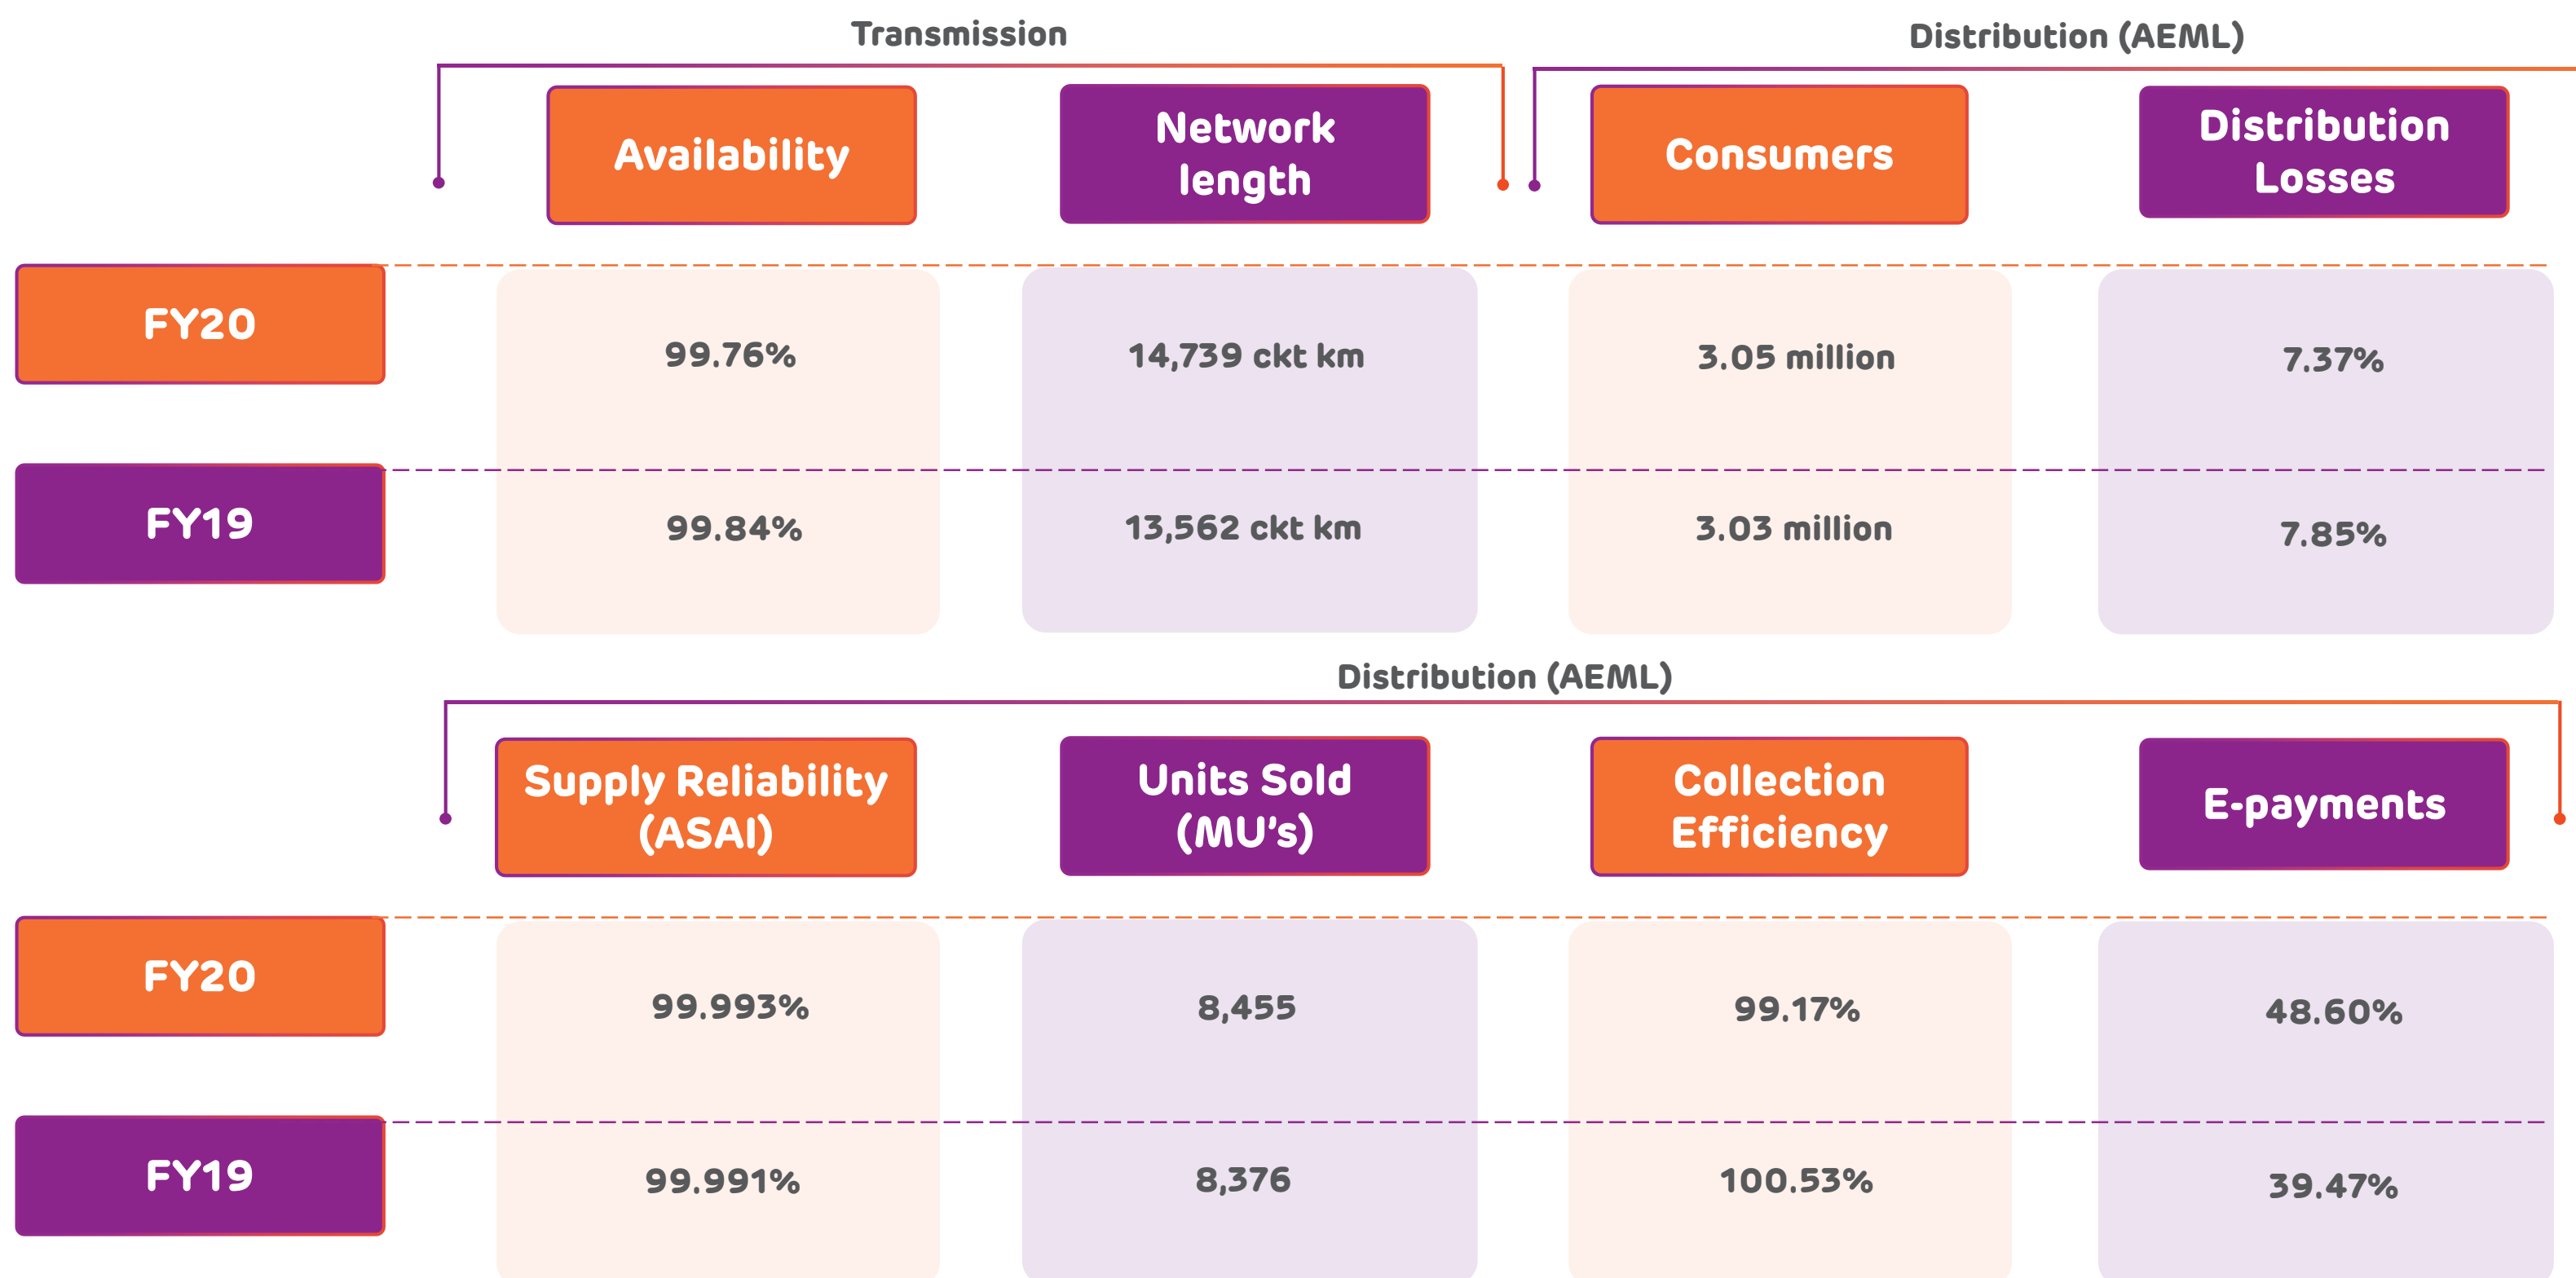 Transmission
Distribution (AEML)
Availability
Network
length
Consumers
Distribution
Losses
FY20
99.76%
14,739 ckt km
3.05 million
7.37%
FY19
99.84%
13,562 ckt km
3.03 million
7.85%
Distribution (AEML)
Supply Reliability
(ASAI)
Units Sold
(MU's)
Collection
Efficiency
E-payments
FY20
99.993%
8,455
99.17%
48.60%
FY19
99.991%
8,376
100.53%
39.47%